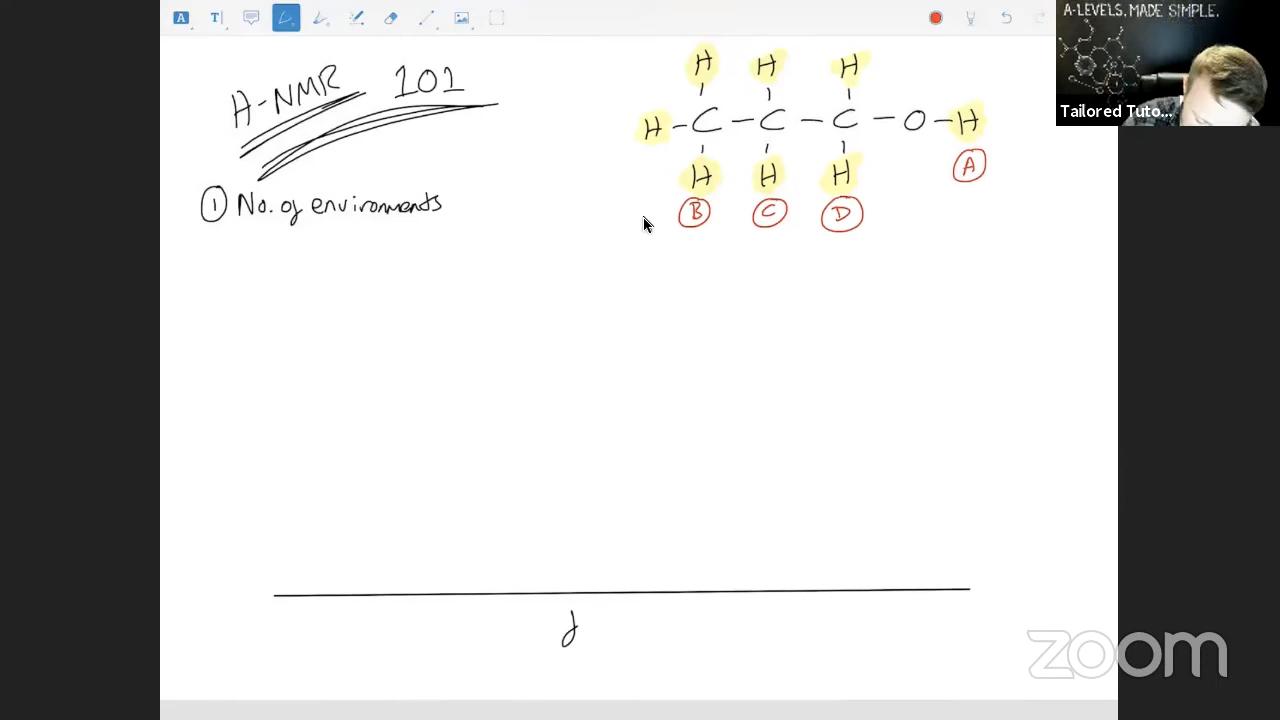 A-LEVELS. MADE SIMPLE.
Tailored Tuto...
H-NMR 101
H H H
H - C - C - C - O - H
H H H
A
B C D
① No. of environments
δ
zoom